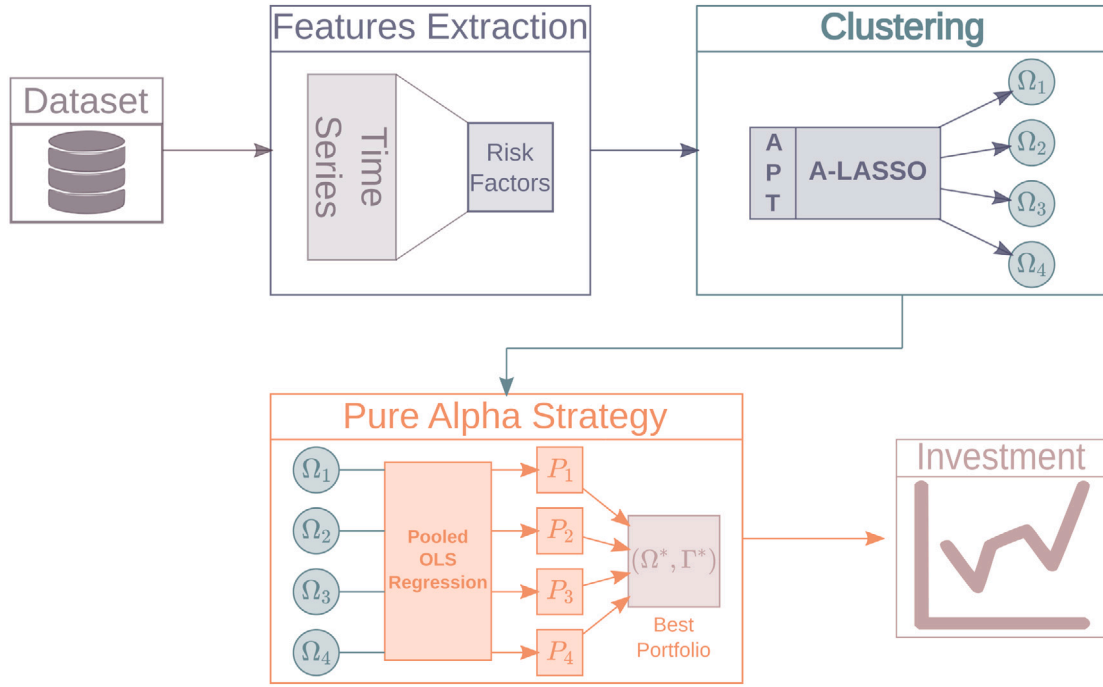 Dataset
Features Extraction
Time
Series
Risk
Factors
Clustering
A
P
T
A-LASSO
Ω₁
Ω₂
Ω₃
Ω₄
Pure Alpha Strategy
Ω₁
Ω₂
Ω₃
Ω₄
Pooled
OLS
Regression
P₁
P₂
P₃
P₄
(Ω*, Γ*)
Best
Portfolio
Investment